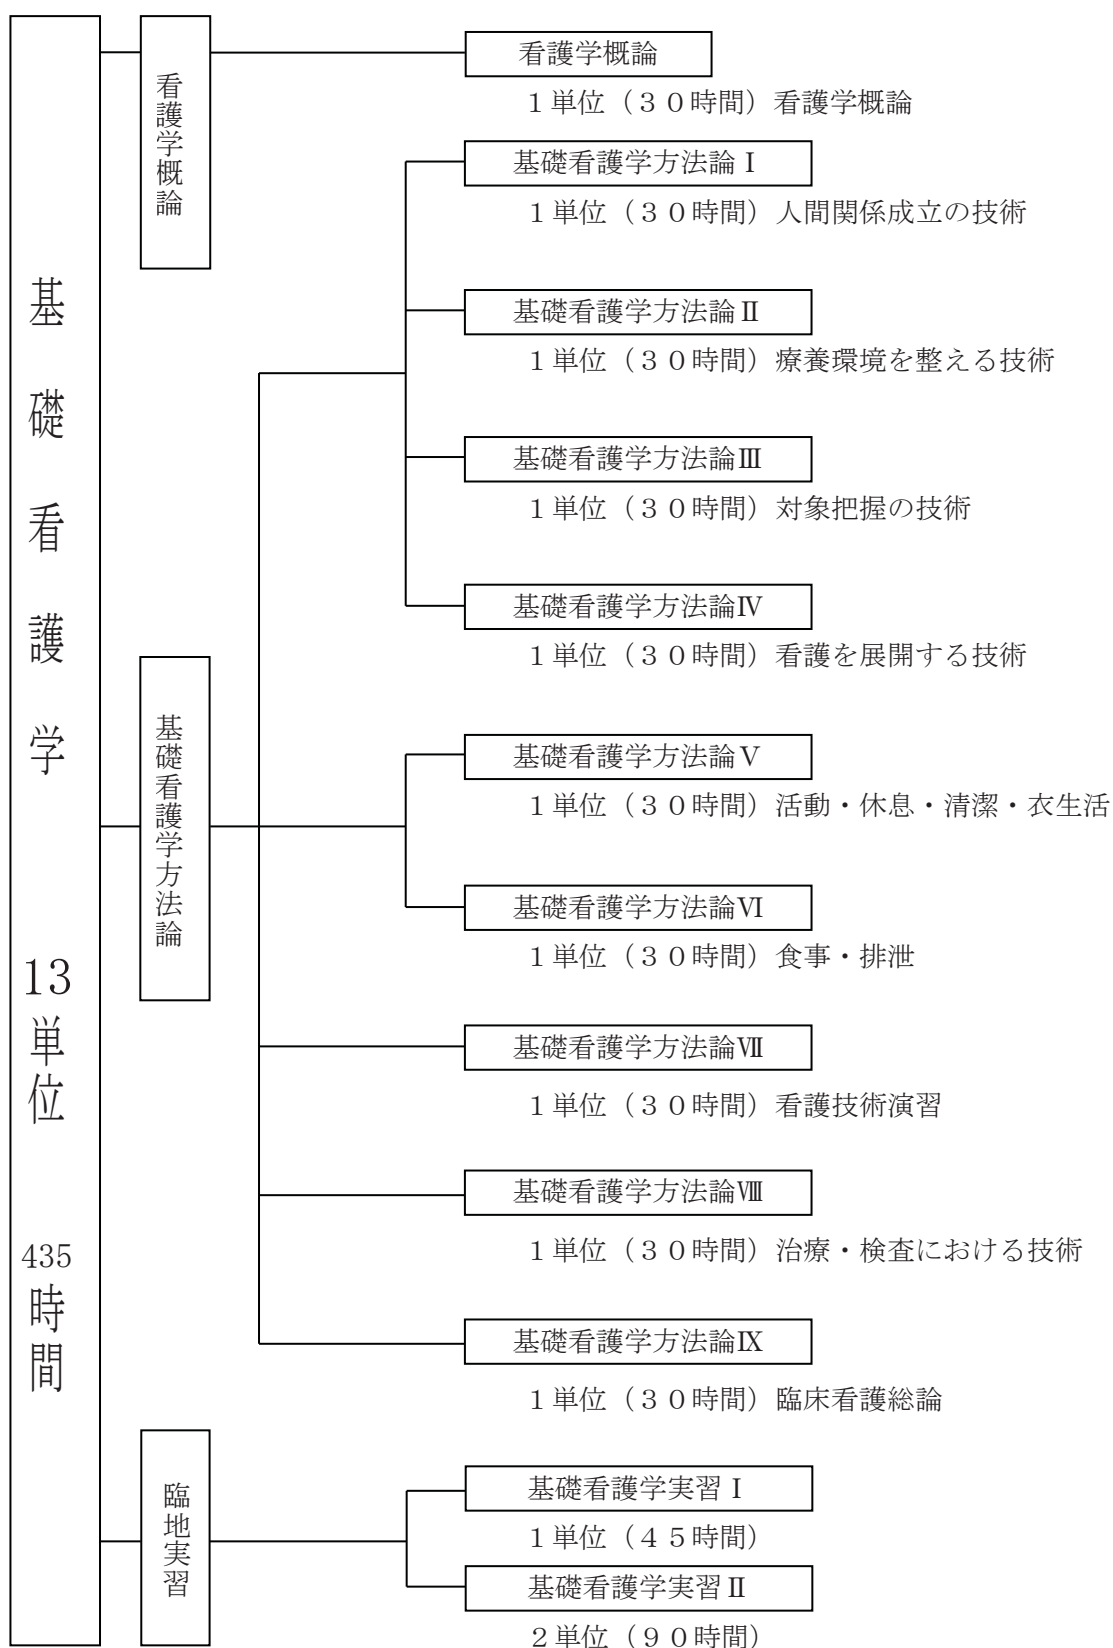 基礎看護学 13単位 435時間
看護学概論
看護学概論
1単位(30時間)看護学概論
基礎看護学方法論
基礎看護学方法論Ⅰ
1単位(30時間)人間関係成立の技術
基礎看護学方法論Ⅱ
1単位(30時間)療養環境を整える技術
基礎看護学方法論Ⅲ
1単位(30時間)対象把握の技術
基礎看護学方法論Ⅳ
1単位(30時間)看護を展開する技術
基礎看護学方法論Ⅴ
1単位(30時間)活動・休息・清潔・衣生活
基礎看護学方法論Ⅵ
1単位(30時間)食事・排泄
基礎看護学方法論Ⅶ
1単位(30時間)看護技術演習
基礎看護学方法論Ⅷ
1単位(30時間)治療・検査における技術
基礎看護学方法論Ⅸ
1単位(30時間)臨床看護総論
臨地実習
基礎看護学実習Ⅰ
1単位(45時間)
基礎看護学実習Ⅱ
2単位(90時間)